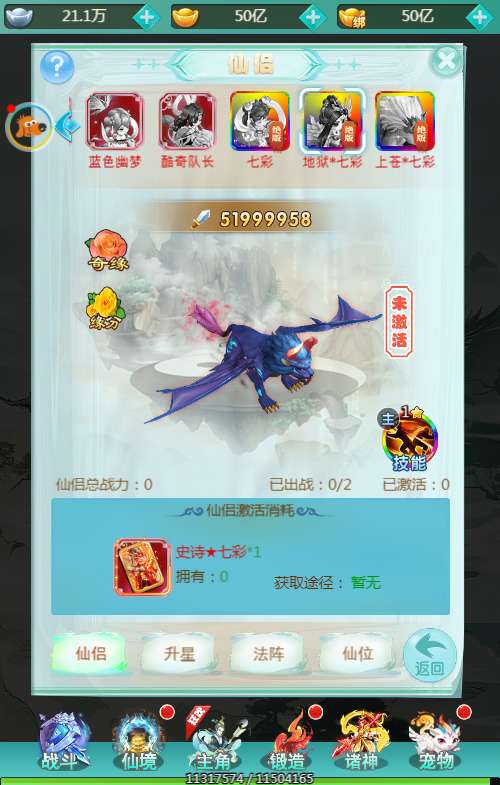 21.1万
50亿
50亿
绑
?
仙侣
绝版
绝版
绝版
蓝色幽梦
酷奇队长
七彩
地狱*七彩
上苍*七彩
51999958
奇缘
缘分
未激活
主
1
技能
仙侣总战力：0
已出战：0/2
已激活：0
仙侣激活消耗
史诗★七彩*1
拥有：0
获取途径：暂无
仙侣
升星
法阵
仙位
返回
狂欢
战斗
仙境
主角
锻造
诸神
宠物
11317574 / 11504165